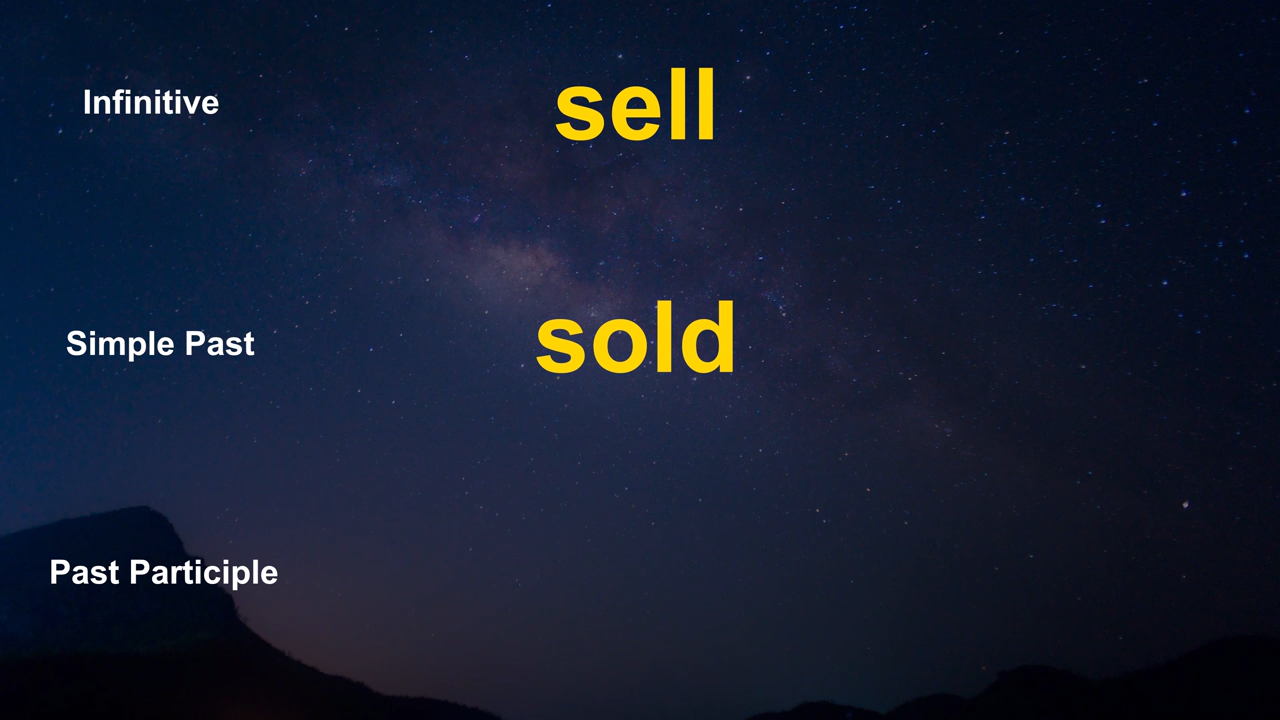 Infinitive
sell
Simple Past
sold
Past Participle